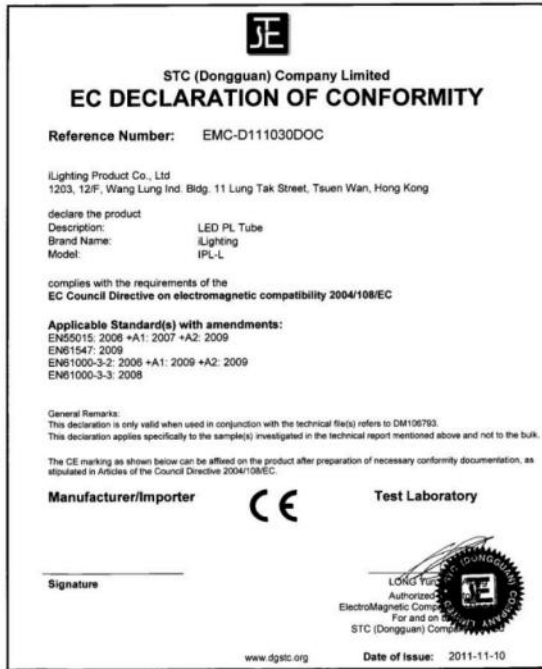 STC (Dongguan) Company Limited
EC DECLARATION OF CONFORMITY
Reference Number: EMC-D111030DOC
iLighting Product Co., Ltd
1203, 12/F, Wang Lung Ind. Bldg. 11 Lung Tak Street, Tsuen Wan, Hong Kong
declare the product
Description: LED PL Tube
Brand Name: iLighting
Model: IPL-L
complies with the requirements of the
EC Council Directive on electromagnetic compatibility 2004/108/EC
Applicable Standard(s) with amendments:
EN55015: 2006 +A1: 2007 +A2: 2009
EN61547: 2009
EN61000-3-2: 2006 +A1: 2009 +A2: 2009
EN61000-3-3: 2008
General Remarks:
This declaration is only valid when used in conjunction with the technical file(s) refers to DM106793.
This declaration applies specifically to the sample(s) investigated in the technical report mentioned above and not to the bulk.
The CE marking as shown below can be affixed on the product after preparation of necessary conformity documentation, as
stipulated in Articles of the Council Directive 2004/108/EC.
Manufacturer/Importer CE Test Laboratory
Signature
LONG
Authorized
ElectroMagnetic
For and on
STC (Dongguan)
STC (DONGGUAN) COMPANY LIMITED
www.dgstc.org Date of Issue: 2011-11-10